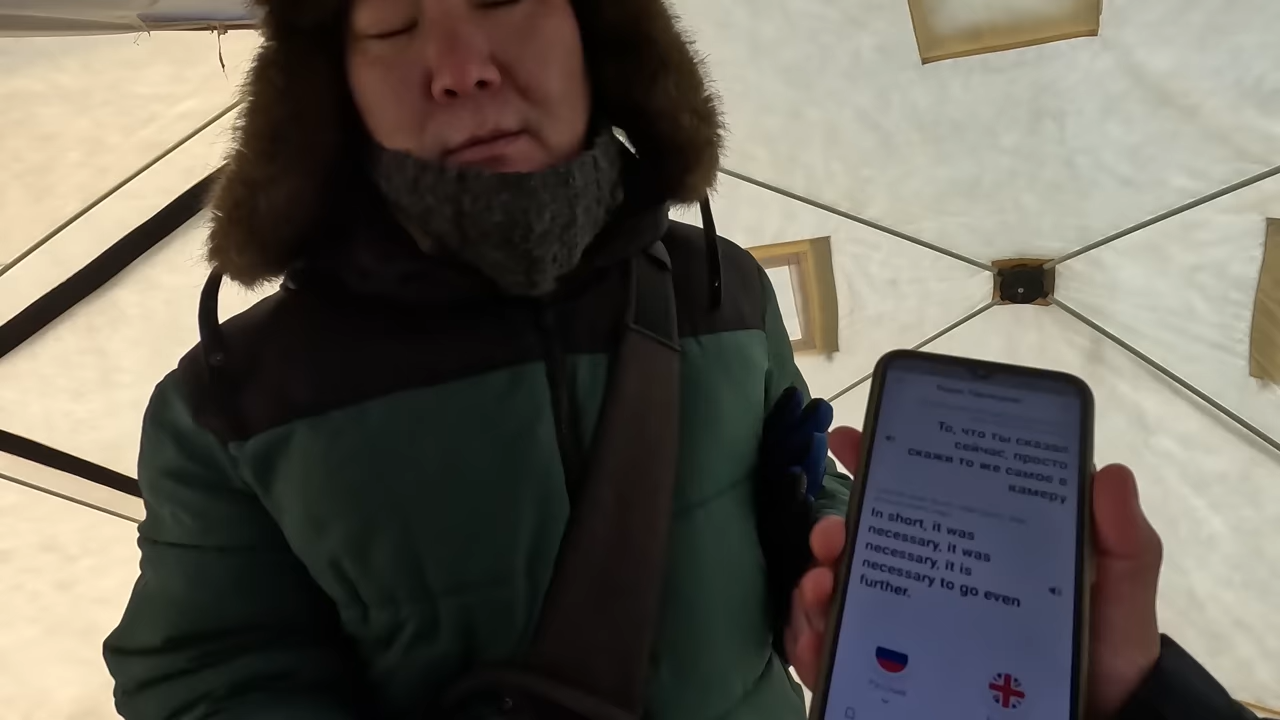 То, что ты сказал
сейчас, просто
скажи то же самое в
камеру
In short, it was
necessary, it was
necessary, it is
necessary to go even
further.
Русский